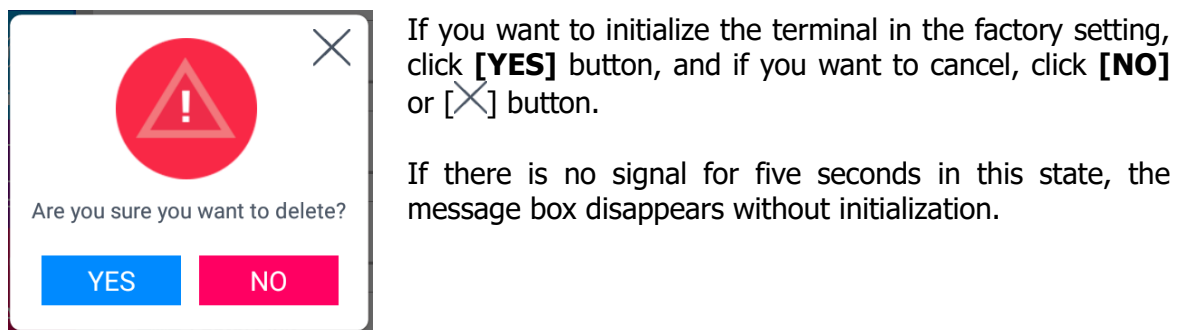 Are you sure you want to delete?
YES NO
If you want to initialize the terminal in the factory setting,
click [YES] button, and if you want to cancel, click [NO]
or [X] button.
If there is no signal for five seconds in this state, the
message box disappears without initialization.